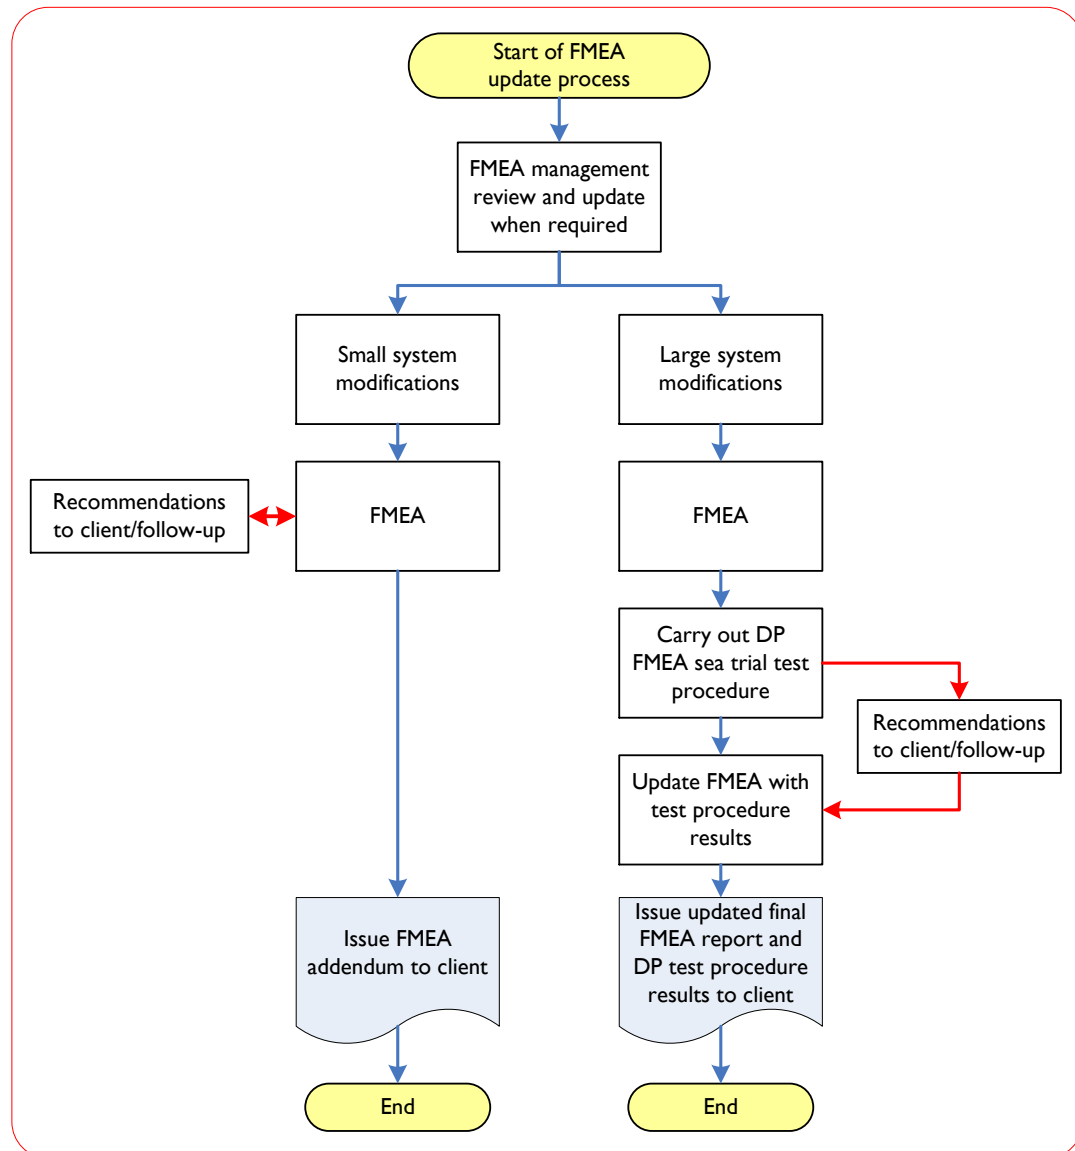 Start of FMEA
update process
FMEA management
review and update
when required
Small system
modifications
Large system
modifications
Recommendations
to client/follow-up
FMEA
FMEA
Carry out DP
FMEA sea trial test
procedure
Recommendations
to client/follow-up
Update FMEA with
test procedure
results
Issue FMEA
addendum to client
Issue updated final
FMEA report and
DP test procedure
results to client
End
End